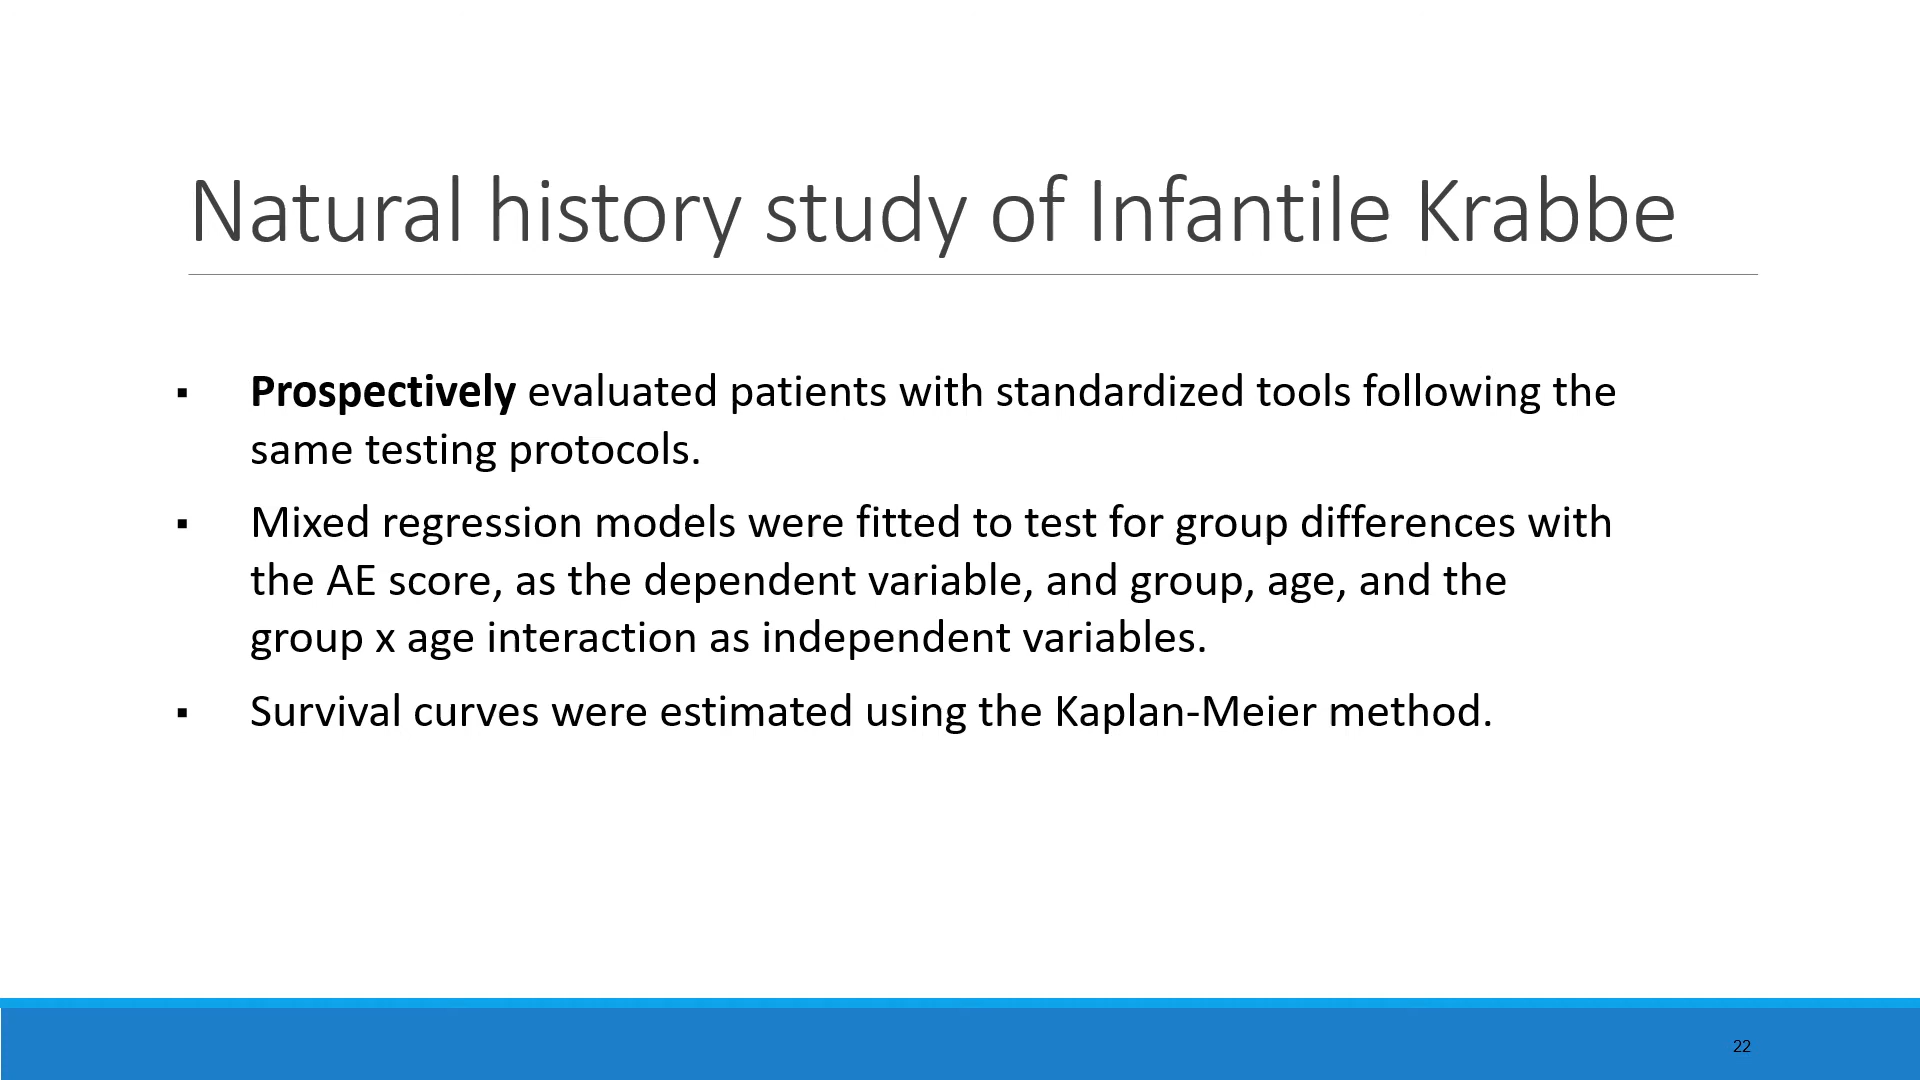 Natural history study of Infantile Krabbe
▪ Prospectively evaluated patients with standardized tools following the
same testing protocols.
▪ Mixed regression models were fitted to test for group differences with
the AE score, as the dependent variable, and group, age, and the
group x age interaction as independent variables.
▪ Survival curves were estimated using the Kaplan-Meier method.
22